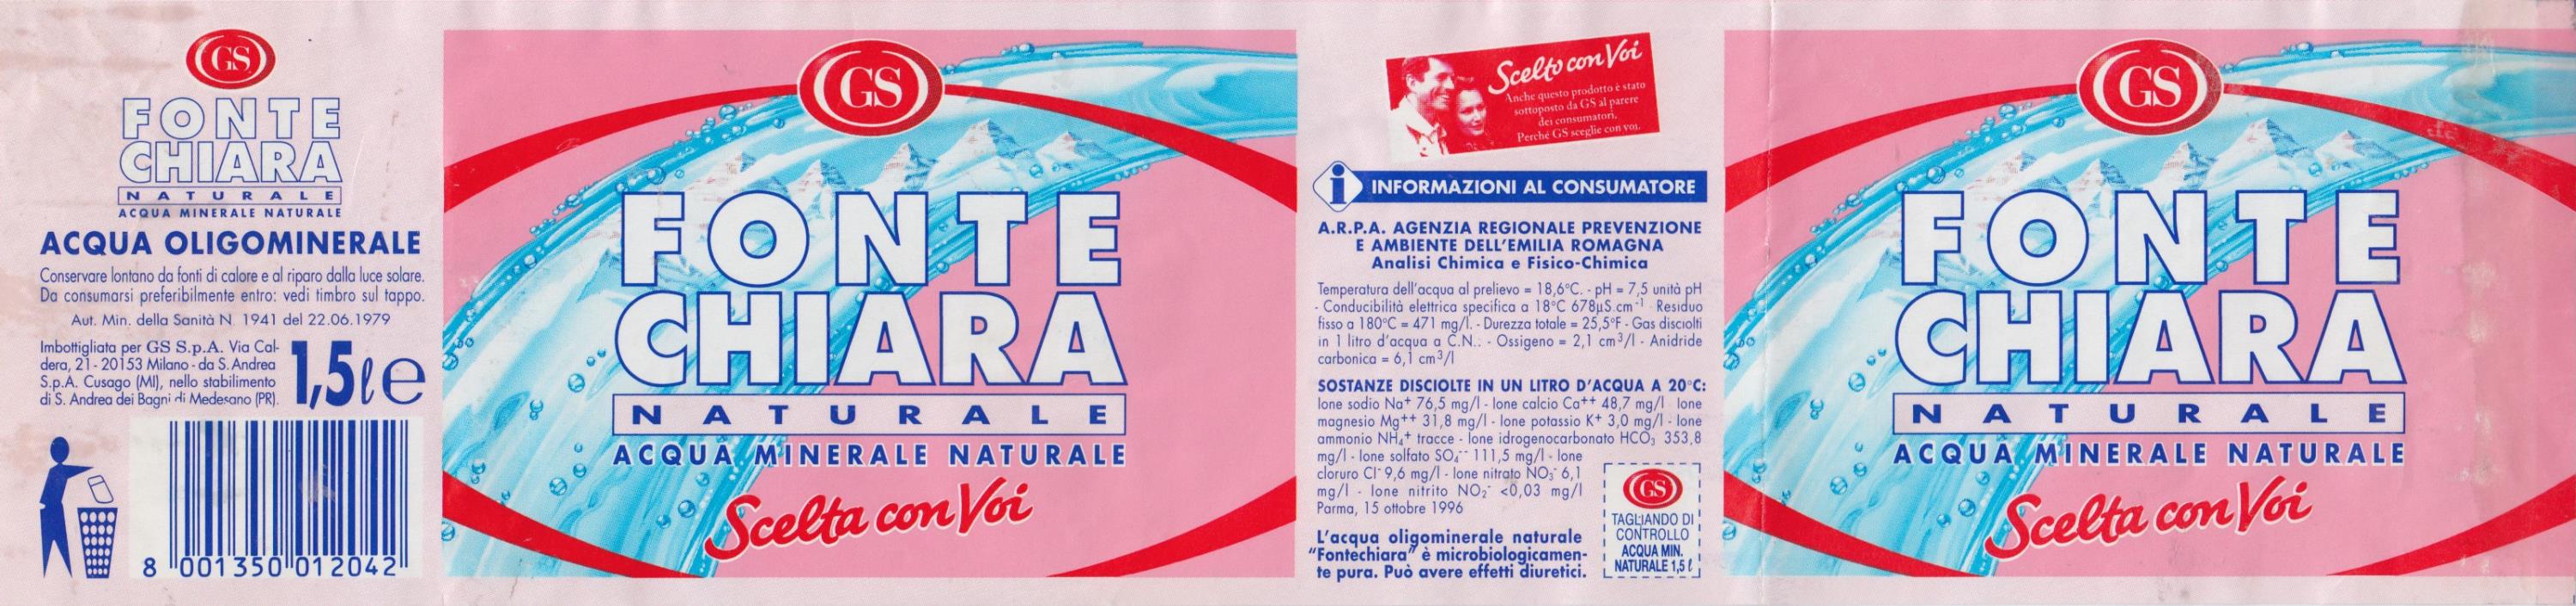 GS
FONTE
CHIARA
NATURALE
ACQUA MINERALE NATURALE
ACQUA OLIGOMINERALE
Conservare lontano da fonti di calore e al riparo dalla luce solare.
Da consumarsi preferibilmente entro: vedi timbro sul tappo.
Aut. Min. della Sanità N. 1941 del 22.06.1979
Imbottigliata per GS S.p.A. Via Cal-
dera, 21 - 20153 Milano - da S. Andrea
S.p.A. Cusago (MI), nello stabilimento
di S. Andrea dei Bagni di Medesano (PR).
1,5 l e
8 001350 012042
GS
FONTE
CHIARA
NATURALE
ACQUA MINERALE NATURALE
Scelta con Voi
Scelto con Voi
Anche questo prodotto è stato
sottoposto da GS al parere
dei consumatori.
Perché GS sceglie con voi.
i INFORMAZIONI AL CONSUMATORE
A.R.P.A. AGENZIA REGIONALE PREVENZIONE
E AMBIENTE DELL'EMILIA ROMAGNA
Analisi Chimica e Fisico-Chimica
Temperatura dell'acqua al prelievo = 18,6°C. - pH = 7,5 unità pH
- Conducibilità elettrica specifica a 18°C 678µS.cm⁻¹ - Residuo
fisso a 180°C = 471 mg/l. - Durezza totale = 25,5°F - Gas disciolti
in 1 litro d'acqua a C.N.: - Ossigeno = 2,1 cm³/l - Anidride
carbonica = 6,1 cm³/l
SOSTANZE DISCIOLTE IN UN LITRO D'ACQUA A 20°C:
Ione sodio Na⁺ 76,5 mg/l - Ione calcio Ca⁺⁺ 48,7 mg/l - Ione
magnesio Mg⁺⁺ 31,8 mg/l - Ione potassio K⁺ 3,0 mg/l - Ione
ammonio NH₄⁺ tracce - Ione idrogenocarbonato HCO₃⁻ 353,8
mg/l - Ione solfato SO₄⁻⁻ 111,5 mg/l - Ione
cloruro Cl⁻ 9,6 mg/l - Ione nitrato NO₃⁻ 6,1
mg/l - Ione nitrito NO₂⁻ <0,03 mg/l
Parma, 15 ottobre 1996
L'acqua oligominerale naturale
"Fontechiara" è microbiologicamen-
te pura. Può avere effetti diuretici.
GS
TAGLIANDO DI
CONTROLLO
ACQUA MIN.
NATURALE 1,5 l
GS
FONTE
CHIARA
NATURALE
ACQUA MINERALE NATURALE
Scelta con Voi